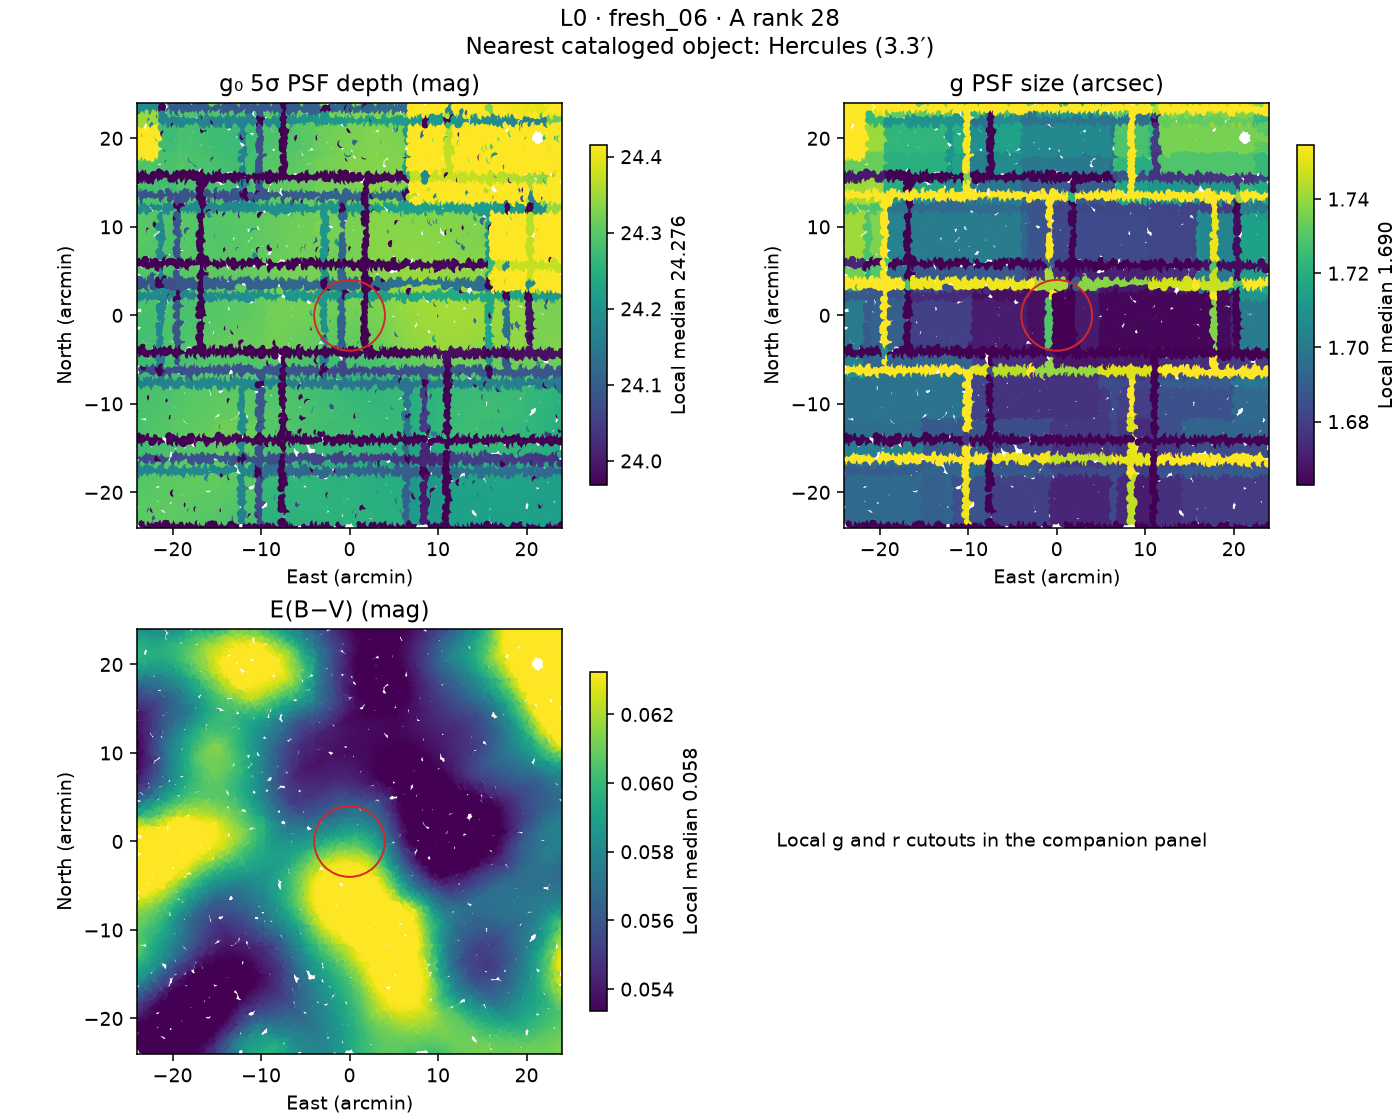 L0 · fresh_06 · A rank 28
Nearest cataloged object: Hercules (3.3′)
g₀ 5σ PSF depth (mag)
20
10
0
−10
−20
−20
−10
0
10
20
North (arcmin)
East (arcmin)
24.4
24.3
24.2
24.1
24.0
Local median 24.276
g PSF size (arcsec)
20
10
0
−10
−20
−20
−10
0
10
20
North (arcmin)
East (arcmin)
1.74
1.72
1.70
1.68
Local median 1.690
E(B−V) (mag)
20
10
0
−10
−20
−20
−10
0
10
20
North (arcmin)
East (arcmin)
0.062
0.060
0.058
0.056
0.054
Local median 0.058
Local g and r cutouts in the companion panel